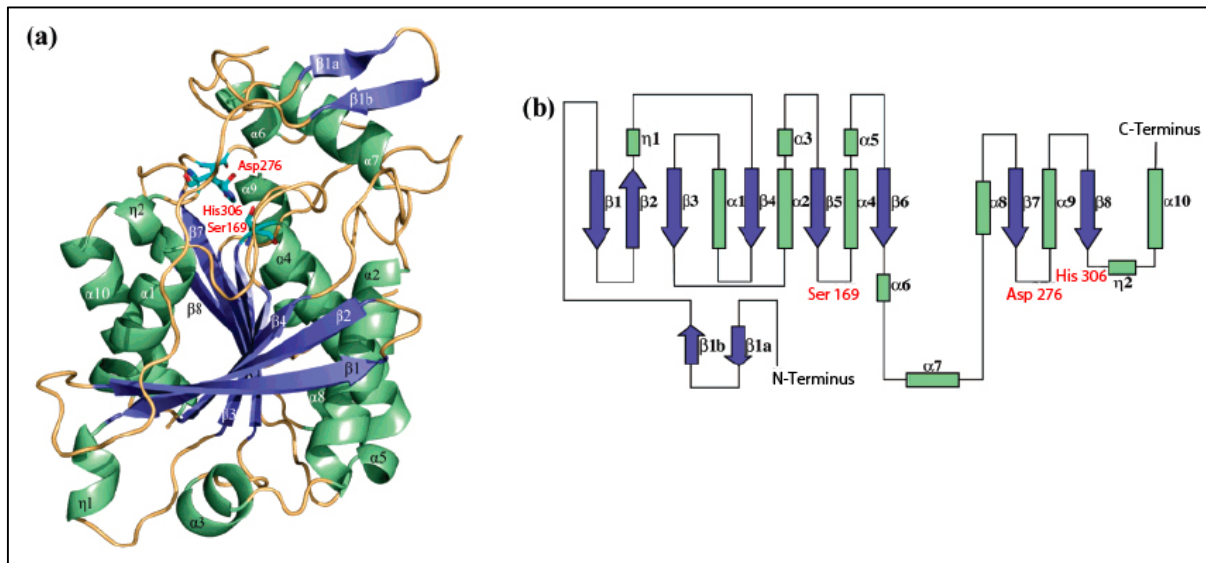 (a)
β1a
β1b
α6
α7
Asp276
α9
η2
His306
β7
Ser169
α4
α2
α10
α1
β8
β4
β2
β1
α8
β3
α5
η1
α3
(b)
C-Terminus
η1
α3
α5
β1
β2
β3
α1
β4
α2
β5
α4
β6
α8
β7
α9
β8
α10
Ser 169
α6
Asp 276
His 306
η2
β1b
β1a
N-Terminus
α7